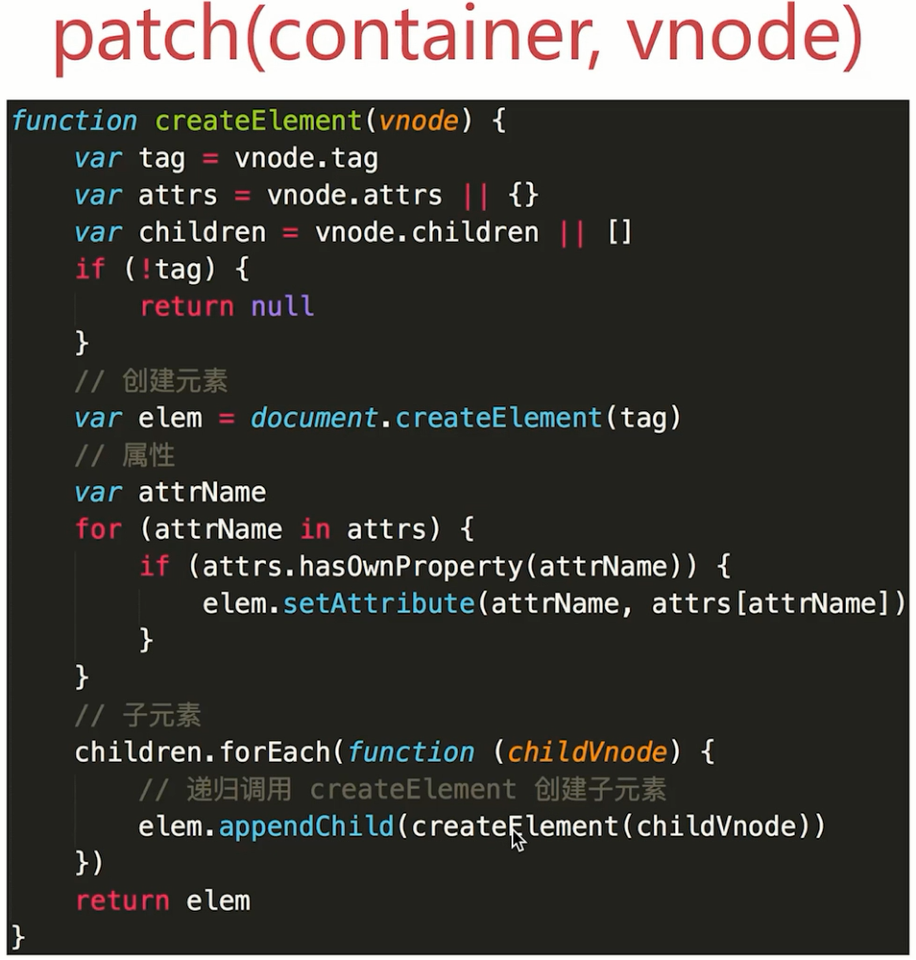 patch(container, vnode)
function createElement(vnode) {
    var tag = vnode.tag
    var attrs = vnode.attrs || {}
    var children = vnode.children || []
    if (!tag) {
        return null
    }
    // 创建元素
    var elem = document.createElement(tag)
    // 属性
    var attrName
    for (attrName in attrs) {
        if (attrs.hasOwnProperty(attrName)) {
            elem.setAttribute(attrName, attrs[attrName])
        }
    }
    // 子元素
    children.forEach(function (childVnode) {
        // 递归调用 createElement 创建子元素
        elem.appendChild(createElement(childVnode))
    })
    return elem
}